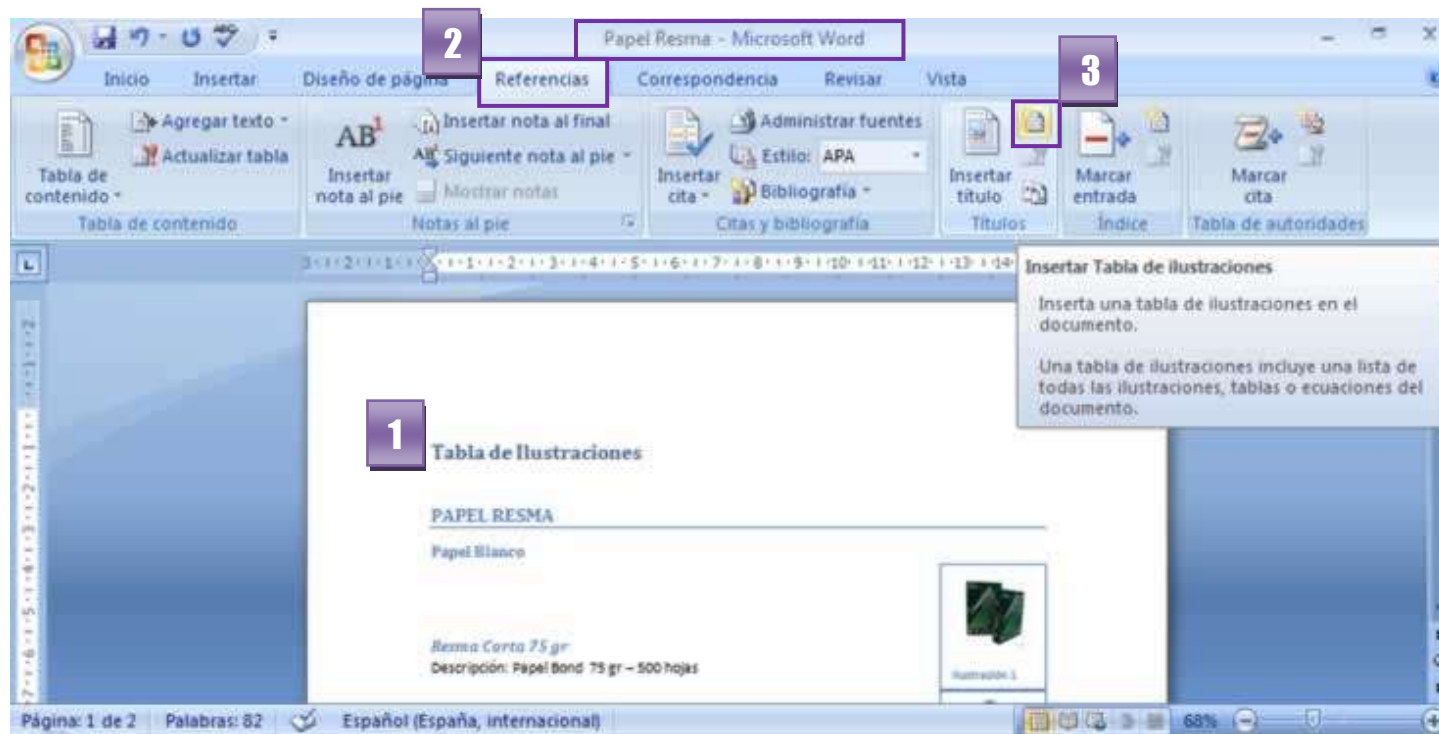 2
Papel Resma - Microsoft Word
Inicio Insertar Diseño de página Referencias Correspondencia Revisar Vista
3
Tabla de contenido
Agregar texto
Actualizar tabla
Tabla de contenido
AB1
Insertar nota al pie
Insertar nota al final
Siguiente nota al pie
Mostrar notas
Notas al pie
Insertar cita
Administrar fuentes
Estilo: APA
Bibliografía
Citas y bibliografía
Insertar título
Títulos
Marcar entrada
Índice
Marcar cita
Tabla de autoridades
Insertar Tabla de ilustraciones
Inserta una tabla de ilustraciones en el
documento.
Una tabla de ilustraciones incluye una lista de
todas las ilustraciones, tablas o ecuaciones del
documento.
1
Tabla de Ilustraciones
PAPEL RESMA
Papel Blanco
Resma Carta 75 gr
Descripción: Papel Bond 75 gr – 500 hojas
Ilustración 1
Página: 1 de 2 Palabras: 82 Español (España, internacional) 68%